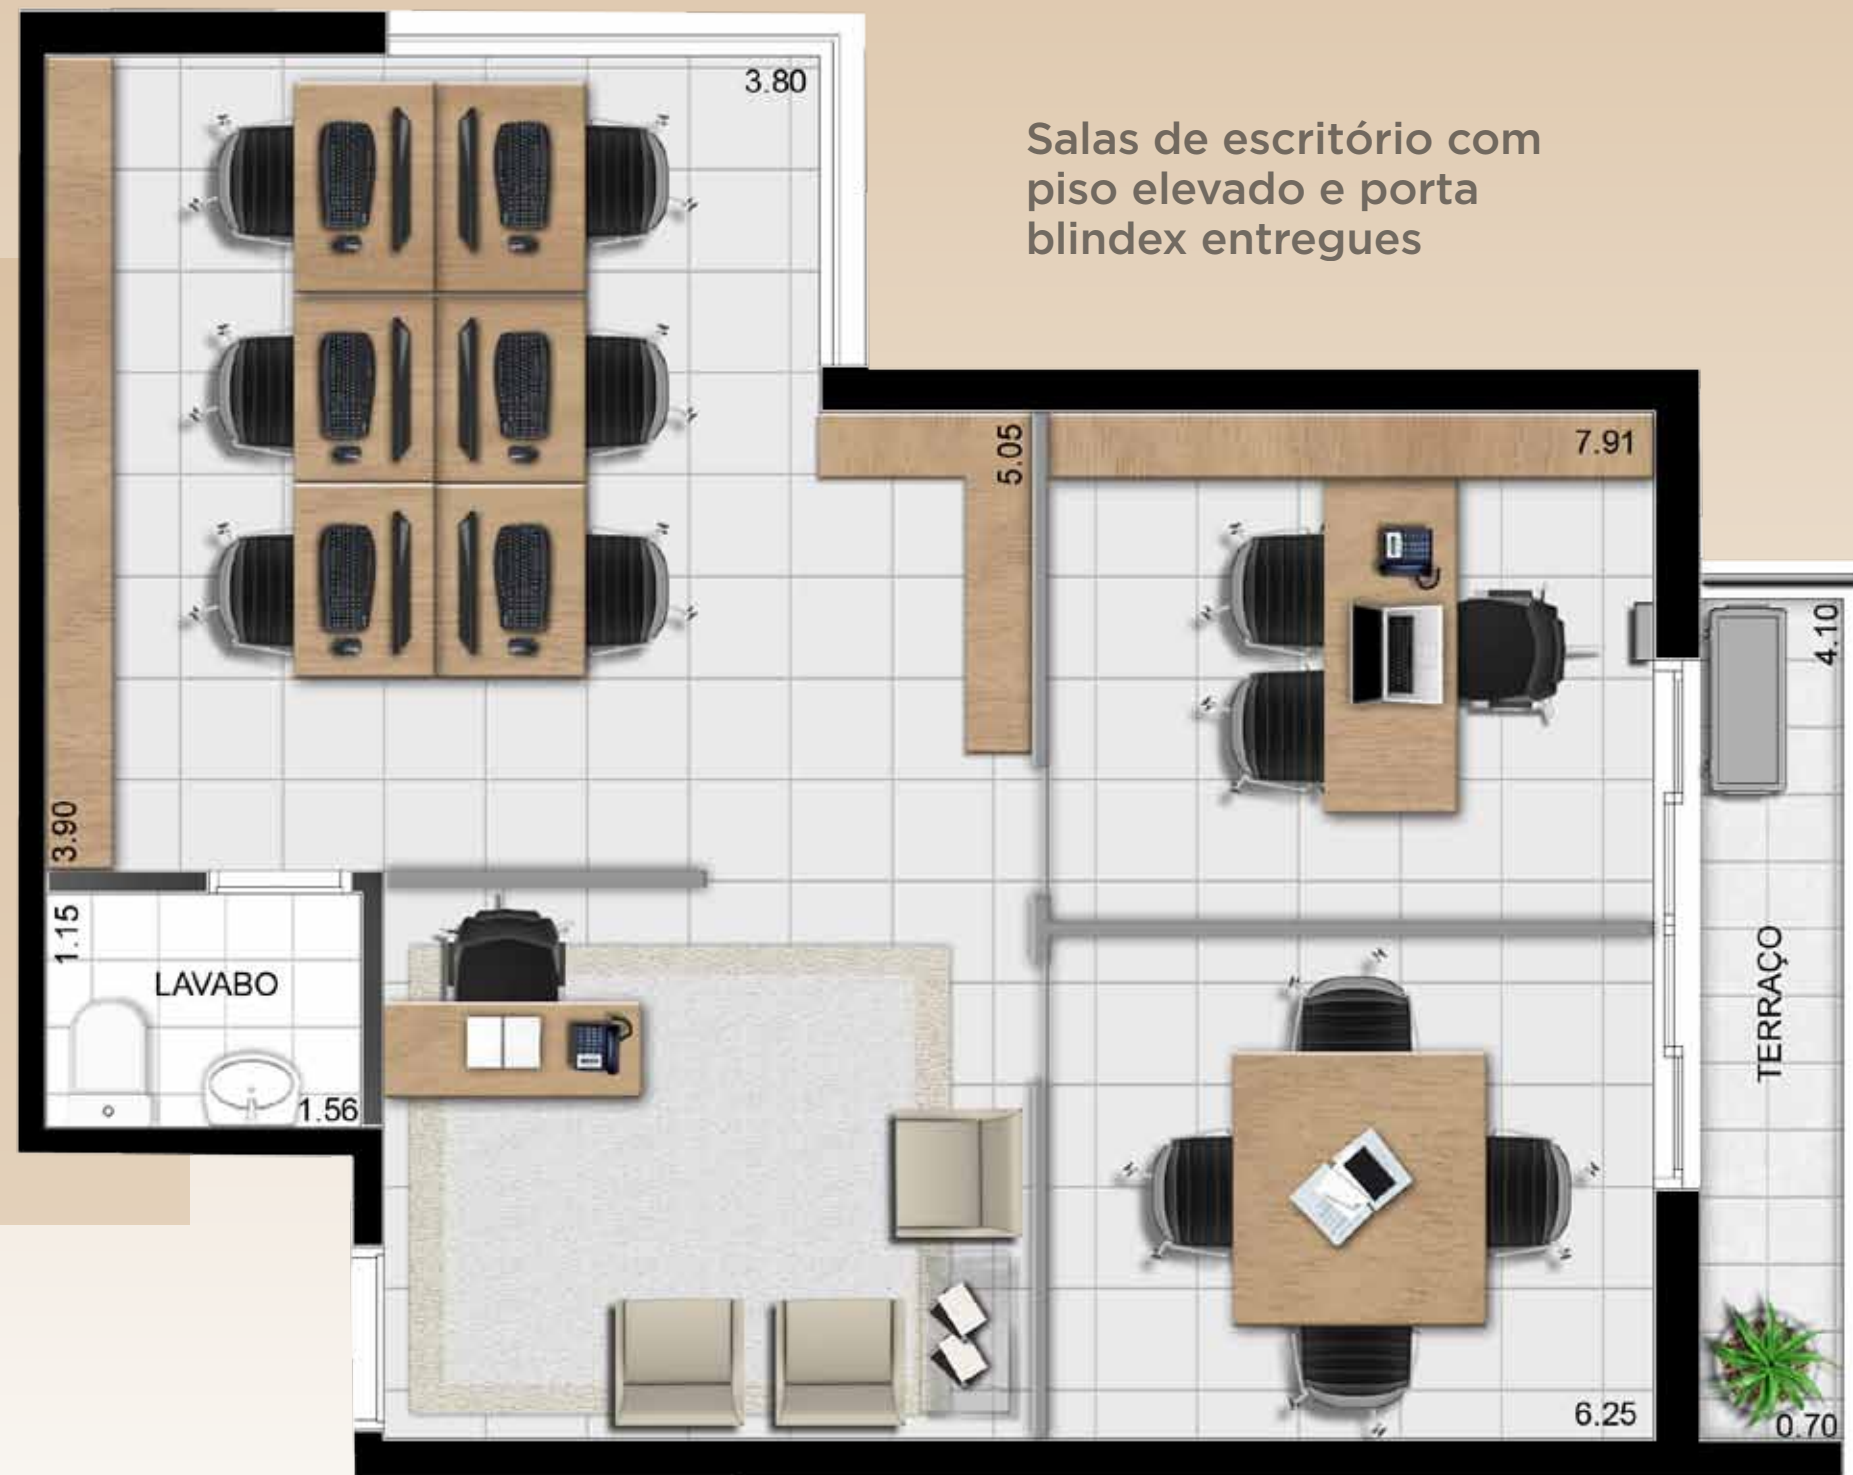 3.80
Salas de escritório com
piso elevado e porta
blindex entregues
5.05
7.91
4.10
3.90
1.15
LAVABO
1.56
TERRAÇO
6.25
0.70